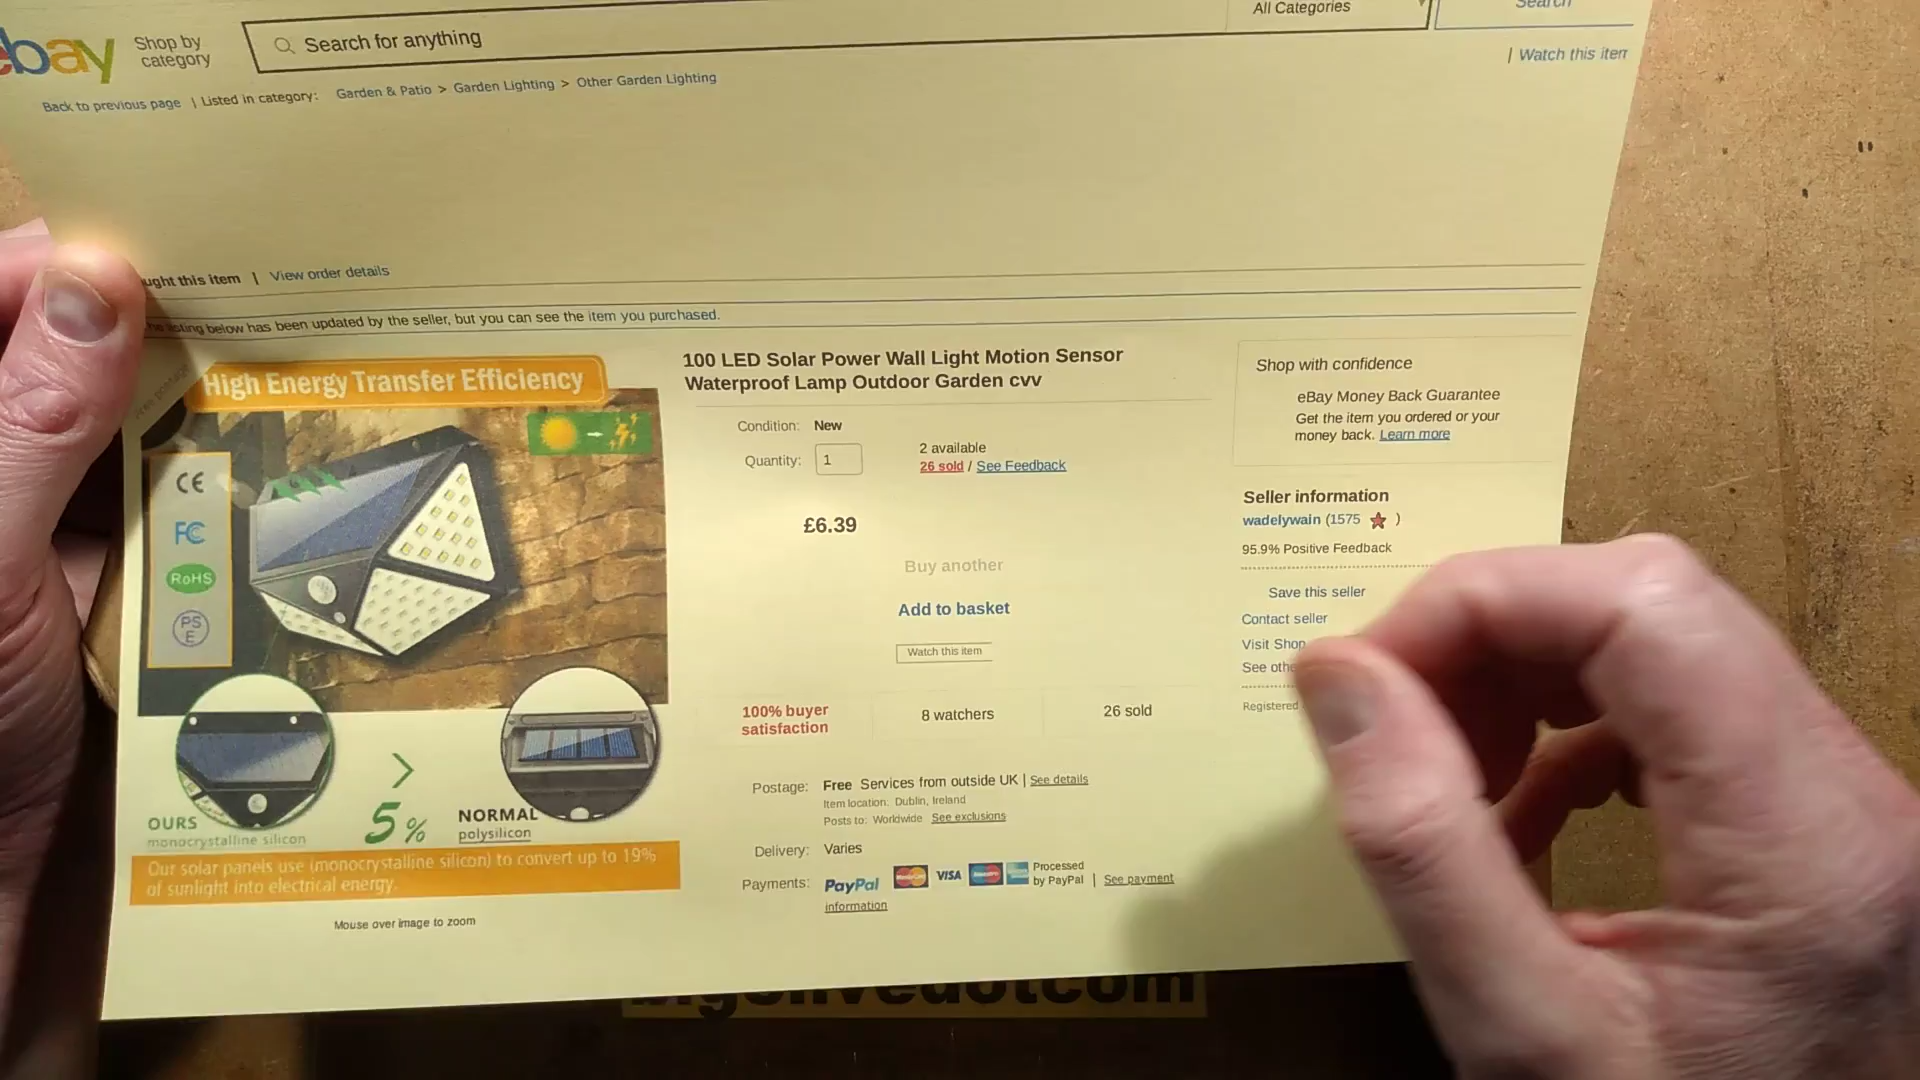 ebay
Shop by
category
Search for anything
All Categories
Search
| Watch this item
Back to previous page | Listed in category: Garden & Patio > Garden Lighting > Other Garden Lighting
ught this item | View order details
listing below has been updated by the seller, but you can see the item you purchased.
High Energy Transfer Efficiency
CE
FC
RoHS
PS
E
OURS
monocrystalline silicon
> 5%
NORMAL
polysilicon
Our solar panels use (monocrystalline silicon) to convert up to 19%
of sunlight into electrical energy.
Mouse over image to zoom
100 LED Solar Power Wall Light Motion Sensor
Waterproof Lamp Outdoor Garden cvv
Condition: New
Quantity: 1
2 available
26 sold / See Feedback
£6.39
Buy another
Add to basket
Watch this item
100% buyer
satisfaction
8 watchers
26 sold
Postage: Free Services from outside UK | See details
Item location: Dublin, Ireland
Posts to: Worldwide See exclusions
Delivery: Varies
Payments: PayPal MasterCard VISA Maestro Processed
by PayPal | See payment
information
Shop with confidence
eBay Money Back Guarantee
Get the item you ordered or your
money back. Learn more
Seller information
wadelywain (1575 )
95.9% Positive Feedback
Save this seller
Contact seller
Visit Shop
See othe
Registered
bigclivedotcom